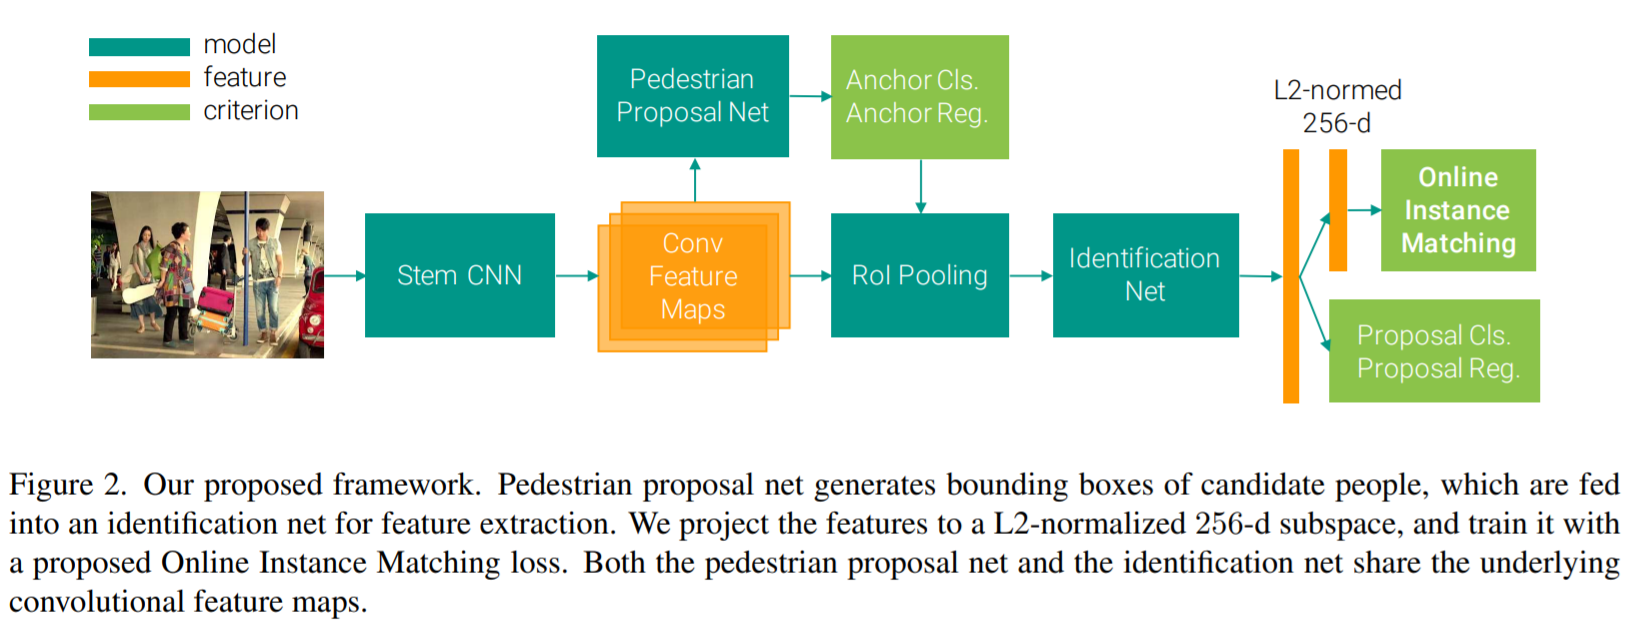 model
feature
criterion
Pedestrian
Proposal Net
Anchor Cls.
Anchor Reg.
L2-normed
256-d
Stem CNN
Conv
Feature
Maps
RoI Pooling
Identification
Net
Online
Instance
Matching
Proposal Cls.
Proposal Reg.
Figure 2. Our proposed framework. Pedestrian proposal net generates bounding boxes of candidate people, which are fed
into an identification net for feature extraction. We project the features to a L2-normalized 256-d subspace, and train it with
a proposed Online Instance Matching loss. Both the pedestrian proposal net and the identification net share the underlying
convolutional feature maps.